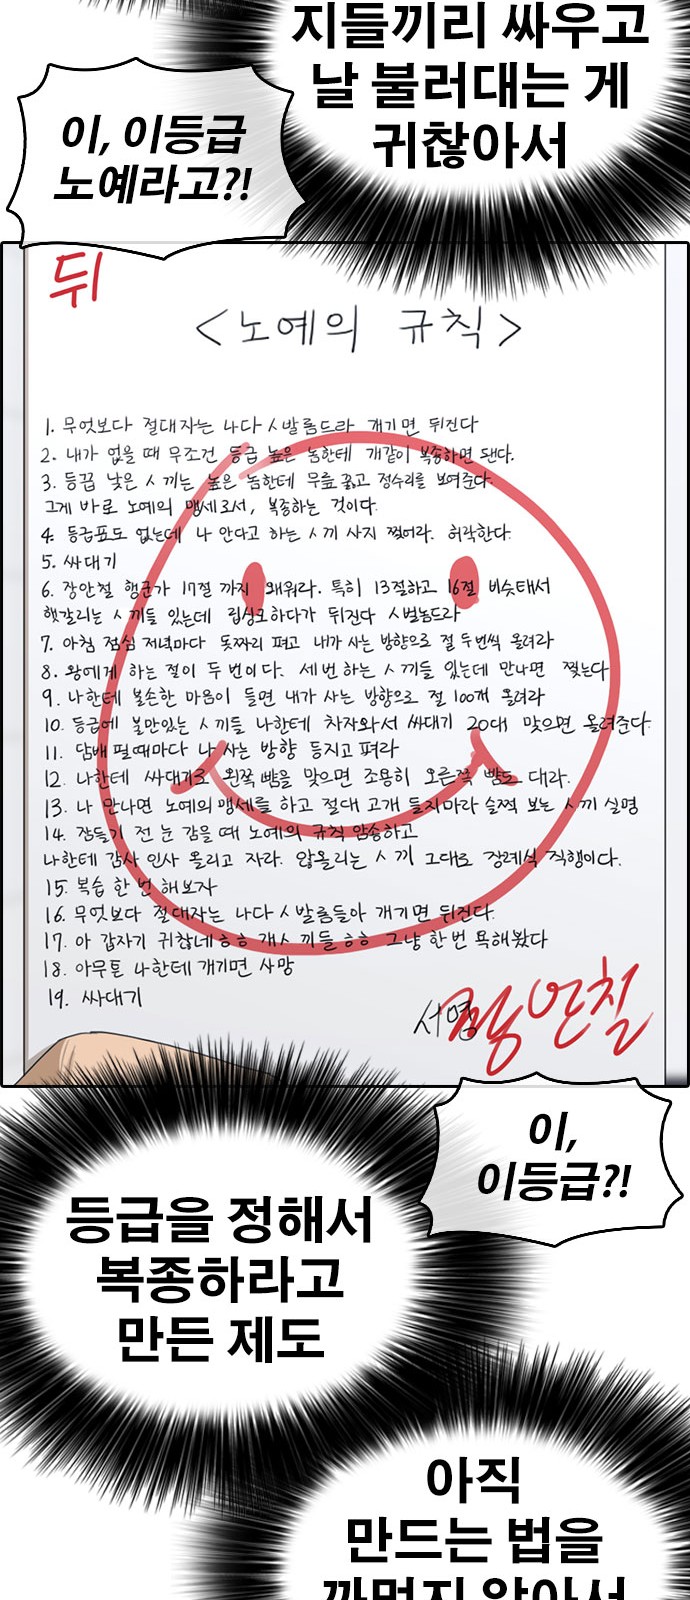 지들끼리 싸우고
날 불러대는 게
귀찮아서
이, 이등급
노예라고?!
뒤
<노예의 규칙>
1. 무엇보다 절대자는 나다 ㅅ발롬드라 개기면 뒤진다
2. 내가 없을 때 무조건 등급 높은 놈한테 개같이 복종하면 됀다.
3. 등끕 낮은 ㅅ끼는 높은 놈한테 무릎 꿇고 정수리를 보여준다.
그게 바로 노예의 맹세로서, 복종하는 것이다.
4. 등급표도 없는데 나 안다고 하는 ㅅ끼 사지 찢어라. 허락한다.
5. 싸대기
6. 장안철 행군가 17절 까지 왜워라. 특히 13절하고 16절 비슷태서
햇갈리는 ㅅ끼들 있는데 립싱크하다가 뒤진다 ㅅ벌놈드라
7. 아침 점심 저녁마다 돗짜리 펴고 내가 사는 방향으로 절 두번씩 올려라
8. 왕에게 하는 절이 두 번이다. 세번 하는 ㅅ끼들 있는데 만나면 찢는다
9. 나한테 불손한 마음이 들면 내가 사는 방향으로 절 100개 올려라
10. 등급에 불만있는 ㅅ끼들 나한테 차자와서 싸대기 20대 맞으면 올려준다.
11. 담배 필때마다 나 사는 방향 등지고 펴라
12. 나한테 싸대기로 왼쪽 뺨을 맞으면 조용히 오른쪽 뺨도 대라.
13. 나 만나면 노예의 맹세를 하고 절대 고개 들지마라 슬쩍 보는 ㅅ끼 실명
14. 잠들기 전 눈 감을 때 노예의 규칙 암송하고
나한테 감사 인사 올리고 자라. 않올리는 ㅅ끼 그대로 장례식 직행이다.
15. 복습 한 번 해보자
16. 무엇보다 절대자는 나다 ㅅ발롬들아 개기면 뒤진다.
17. 아 갑자기 귀찮네 ㅎㅎ 개ㅅ끼들 ㅎㅎ 그냥 한번 욕해왔다
18. 아무튼 나한테 개기면 사망
19. 싸대기
서명 장안철
이,
이등급?!
등급을 정해서
복종하라고
만든 제도
아직
만드는 법을
까먹지 않아서